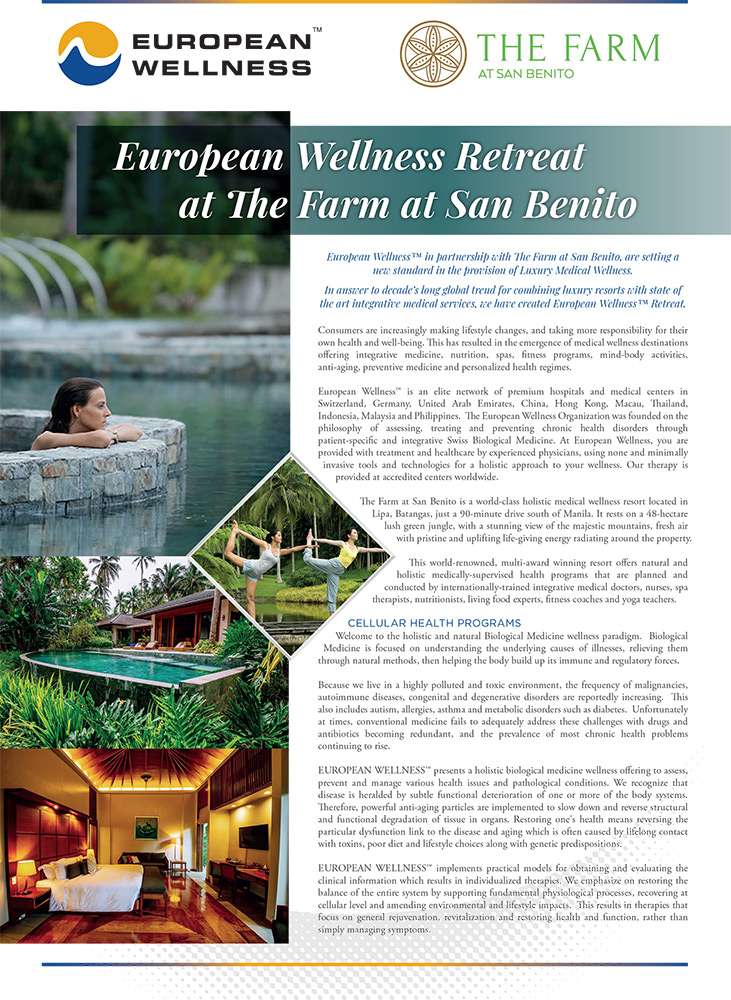 EUROPEAN™
WELLNESS
THE FARM
AT SAN BENITO
European Wellness Retreat
at The Farm at San Benito
European Wellness™ in partnership with The Farm at San Benito, are setting a
new standard in the provision of Luxury Medical Wellness.
In answer to decade's long global trend for combining luxury resorts with state of
the art integrative medical services, we have created European Wellness™ Retreat.
Consumers are increasingly making lifestyle changes, and taking more responsibility for their
own health and well-being. This has resulted in the emergence of medical wellness destinations
offering integrative medicine, nutrition, spas, fitness programs, mind-body activities,
anti-aging, preventive medicine and personalized health regimes.
European Wellness™ is an elite network of premium hospitals and medical centers in
Switzerland, Germany, United Arab Emirates, China, Hong Kong, Macau, Thailand,
Indonesia, Malaysia and Philippines. The European Wellness Organization was founded on the
philosophy of assessing, treating and preventing chronic health disorders through
patient-specific and integrative Swiss Biological Medicine. At European Wellness, you are
provided with treatment and healthcare by experienced physicians, using none and minimally
invasive tools and technologies for a holistic approach to your wellness. Our therapy is
provided at accredited centers worldwide.
The Farm at San Benito is a world-class holistic medical wellness resort located in
Lipa, Batangas, just a 90-minute drive south of Manila. It rests on a 48-hectare
lush green jungle, with a stunning view of the majestic mountains, fresh air
with pristine and uplifting life-giving energy radiating around the property.
This world-renowned, multi-award winning resort offers natural and
holistic medically-supervised health programs that are planned and
conducted by internationally-trained integrative medical doctors, nurses, spa
therapists, nutritionists, living food experts, fitness coaches and yoga teachers.
CELLULAR HEALTH PROGRAMS
Welcome to the holistic and natural Biological Medicine wellness paradigm. Biological
Medicine is focused on understanding the underlying causes of illnesses, relieving them
through natural methods, then helping the body build up its immune and regulatory forces.
Because we live in a highly polluted and toxic environment, the frequency of malignancies,
autoimmune diseases, congenital and degenerative disorders are reportedly increasing. This
also includes autism, allergies, asthma and metabolic disorders such as diabetes. Unfortunately
at times, conventional medicine fails to adequately address these challenges with drugs and
antibiotics becoming redundant, and the prevalence of most chronic health problems
continuing to rise.
EUROPEAN WELLNESS™ presents a holistic biological medicine wellness offering to assess,
prevent and manage various health issues and pathological conditions. We recognize that
disease is heralded by subtle functional deterioration of one or more of the body systems.
Therefore, powerful anti-aging particles are implemented to slow down and reverse structural
and functional degradation of tissue in organs. Restoring one's health means reversing the
particular dysfunction link to the disease and aging which is often caused by lifelong contact
with toxins, poor diet and lifestyle choices along with genetic predispositions.
EUROPEAN WELLNESS™ implements practical models for obtaining and evaluating the
clinical information which results in individualized therapies. We emphasize on restoring the
balance of the entire system by supporting fundamental physiological processes, recovering at
cellular level and amending environmental and lifestyle impacts. This results in therapies that
focus on general rejuvenation, revitalization and restoring health and function, rather than
simply managing symptoms.